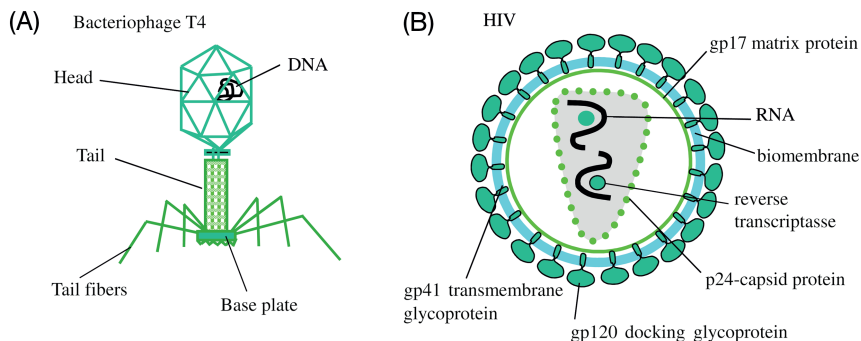 (A)
Bacteriophage T4
Head
DNA
Tail
Tail fibers
Base plate
(B)
HIV
gp17 matrix protein
RNA
biomembrane
reverse
transcriptasse
p24-capsid protein
gp41 transmembrane
glycoprotein
gp120 docking glycoprotein